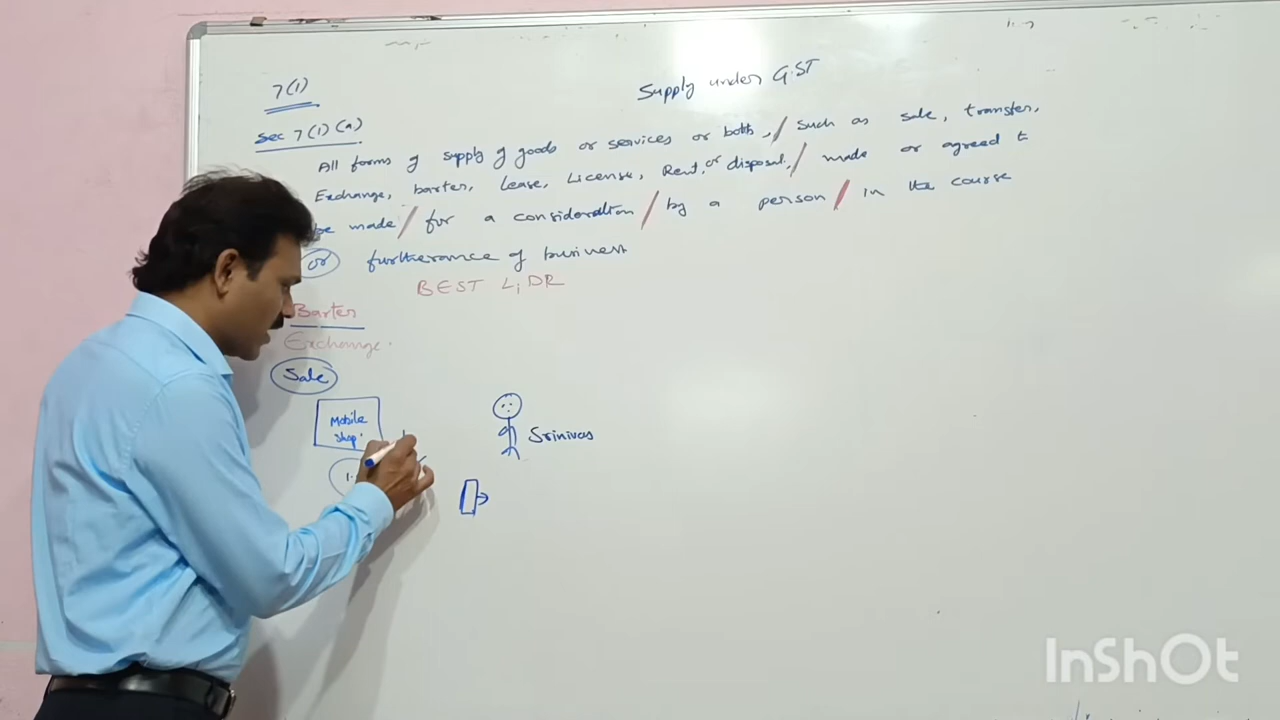 Supply under G.ST
7(1)
Sec 7(1)(a)
All forms of supply of goods or services or both, / such as sale, transfer,
Exchange, barter, Lease, License, Rent, or disposal, / made or agreed to
be made / for a consideration / by a person / in the course
or furtherance of business
BEST L, DR
Barter
Exchange.
Sale
Mobile
Shop
Srinivas
InShOt